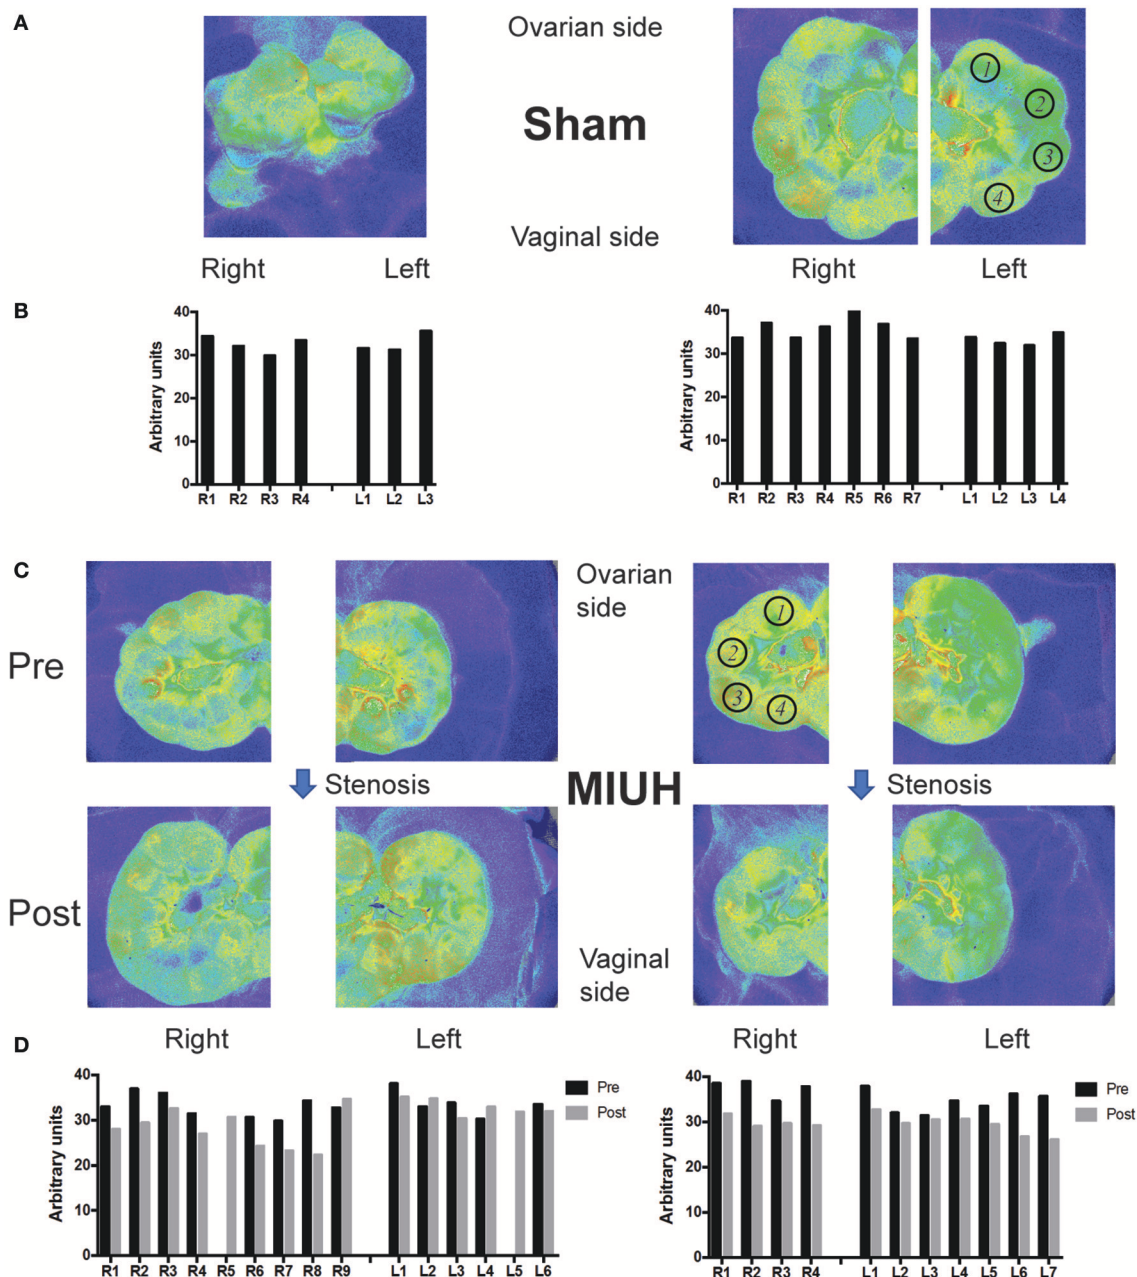 A
Ovarian side
Sham
Vaginal side
Right
Left
1
2
3
4
Right
Left
B
Arbitrary units
40
30
20
10
0
R1 R2 R3 R4 L1 L2 L3
Arbitrary units
40
30
20
10
0
R1 R2 R3 R4 R5 R6 R7 L1 L2 L3 L4
C
Pre
Ovarian
side
1
2
3
4
Stenosis
MIUH
Stenosis
Post
Vaginal
side
D
Right
Left
Right
Left
Arbitrary units
40
30
20
10
0
R1 R2 R3 R4 R5 R6 R7 R8 R9 L1 L2 L3 L4 L5 L6
Pre
Post
Arbitrary units
40
30
20
10
0
R1 R2 R3 R4 L1 L2 L3 L4 L5 L6 L7
Pre
Post